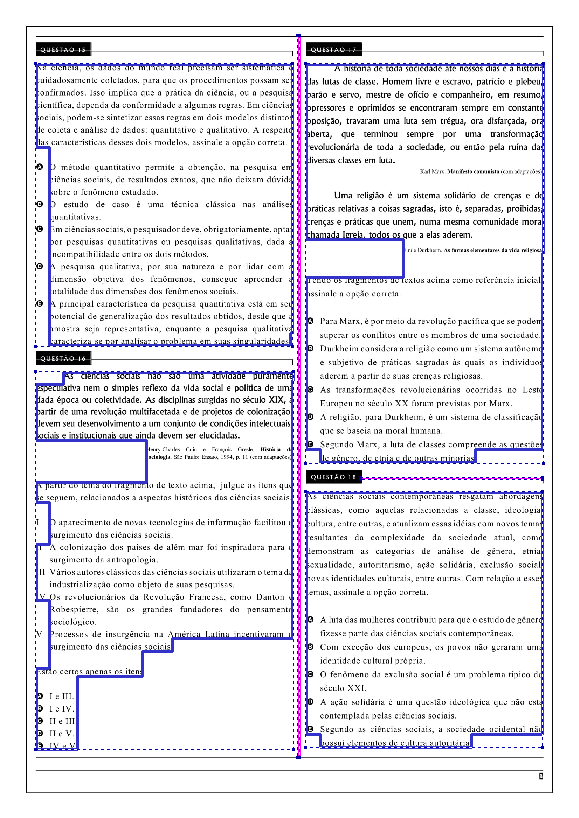 QUESTÃO 15
Na ciência, os dados do mundo real precisam ser sistemática e
cuidadosamente coletados, para que os procedimentos possam ser
confirmados. Isso implica que a prática da ciência, ou a pesquisa
científica, dependa da conformidade a algumas regras. Em ciências
sociais, podem-se sintetizar essas regras em dois modelos distintos
de coleta e análise de dados: quantitativo e qualitativo. A respeito
das características desses dois modelos, assinale a opção correta.
A O método quantitativo permite a obtenção, na pesquisa em
ciências sociais, de resultados exatos, que não deixam dúvida
sobre o fenômeno estudado.
B O estudo de caso é uma técnica clássica nas análises
quantitativas.
C Em ciências sociais, o pesquisador deve, obrigatoriamente, optar
por pesquisas quantitativas ou pesquisas qualitativas, dada a
incompatibilidade entre os dois métodos.
D A pesquisa qualitativa, por sua natureza e por lidar com a
dimensão objetiva dos fenômenos, consegue apreender a
totalidade das dimensões dos fenômenos sociais.
E A principal característica da pesquisa quantitativa está em seu
potencial de generalização dos resultados obtidos, desde que a
amostra seja representativa, enquanto a pesquisa qualitativa
caracteriza-se por analisar o problema em suas singularidades.
QUESTÃO 16
As ciências sociais não são uma atividade puramente
especulativa nem o simples reflexo da vida social e política de uma
dada época ou coletividade. As disciplinas surgidas no século XIX, a
partir de uma revolução multifacetada e de projetos de colonização,
devem seu desenvolvimento a um conjunto de condições intelectuais,
sociais e institucionais que ainda devem ser elucidadas.
São Paulo: Ensaio, 1994, p. 11 (com adaptações).
A partir do tema do fragmento de texto acima, julgue os itens que
se seguem, relacionados a aspectos históricos das ciências sociais.
I O aparecimento de novas tecnologias de informação facilitou o
surgimento das ciências sociais.
II A colonização dos países de além mar foi inspiradora para o
surgimento da antropologia.
III Vários autores clássicos das ciências sociais utilizaram o tema da
industrialização como objeto de suas pesquisas.
IV Os revolucionários da Revolução Francesa, como Danton e
Robespierre, são os grandes fundadores do pensamento
sociológico.
V Processos de insurgência na América Latina incentivaram o
surgimento das ciências sociais.
Estão certos apenas os itens
A I e III.
B I e IV.
C II e III.
D II e V.
E IV e V.
QUESTÃO 17
A história de toda sociedade até nossos dias é a história
das lutas de classe. Homem livre e escravo, patrício e plebeu,
barão e servo, mestre de ofício e companheiro, em resumo,
opressores e oprimidos se encontraram sempre em constante
oposição, travaram uma luta sem trégua, ora disfarçada, ora
aberta, que terminou sempre por uma transformação
revolucionária de toda a sociedade, ou então pela ruína das
diversas classes em luta.
Karl Marx. Manifesto comunista (com adaptações).
Uma religião é um sistema solidário de crenças e de
práticas relativas a coisas sagradas, isto é, separadas, proibidas,
crenças e práticas que unem, numa mesma comunidade moral
chamada Igreja, todos os que a elas aderem.
Durkheim. As formas elementares da vida religiosa.
Tendo os fragmentos de textos acima como referência inicial,
assinale a opção correta.
A Para Marx, é por meio da revolução pacífica que se podem
superar os conflitos entre os membros de uma sociedade.
B Durkheim considera a religião como um sistema autônomo
e subjetivo de práticas sagradas às quais os indivíduos
aderem a partir de suas crenças religiosas.
C As transformações revolucionárias ocorridas no Leste
Europeu no século XX foram previstas por Marx.
D A religião, para Durkheim, é um sistema de classificação
que se baseia na moral humana.
E Segundo Marx, a luta de classes compreende as questões
de gênero, de etnia e de outras minorias.
QUESTÃO 18
As ciências sociais contemporâneas resgatam abordagens
clássicas, como aquelas relacionadas a classe, ideologia,
cultura, entre outras, e atualizam essas idéias com novos temas
resultantes da complexidade da sociedade atual, como
demonstram as categorias de análise de gênero, etnia,
sexualidade, autoritarismo, ação solidária, exclusão social,
novas identidades culturais, entre outras. Com relação a esses
temas, assinale a opção correta.
A A luta das mulheres contribuiu para que o estudo de gênero
fizesse parte das ciências sociais contemporâneas.
B Com exceção dos europeus, os povos não geraram uma
identidade cultural própria.
C O fenômeno da exclusão social é um problema típico do
século XXI.
D A ação solidária é uma questão ideológica que não está
contemplada pelas ciências sociais.
E Segundo as ciências sociais, a sociedade ocidental não
possui elementos de cultura autoritária.